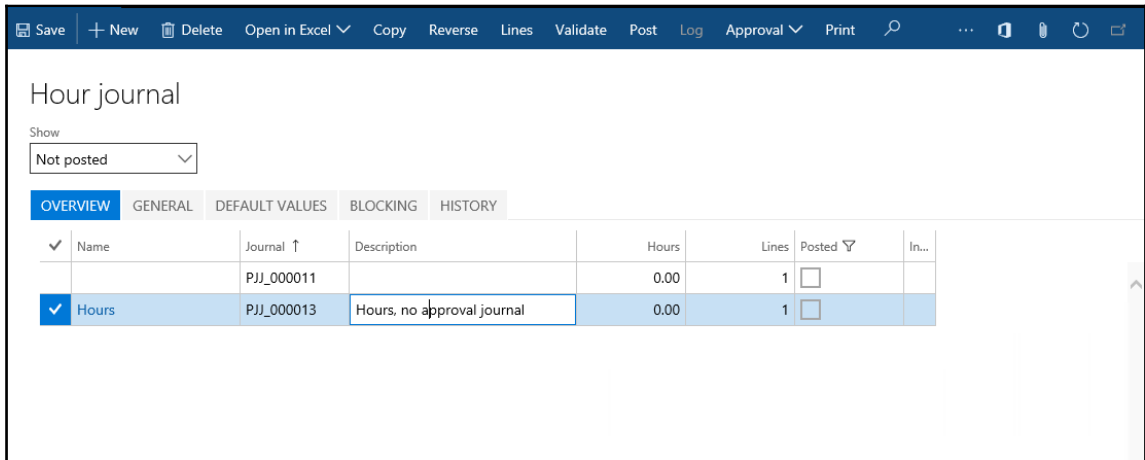 Save + New Delete Open in Excel Copy Reverse Lines Validate Post Log Approval Print ...
Hour journal
Show
Not posted
OVERVIEW GENERAL DEFAULT VALUES BLOCKING HISTORY
Name Journal ↑ Description Hours Lines Posted In...
PJJ_000011 0.00 1
Hours PJJ_000013 Hours, no approval journal 0.00 1